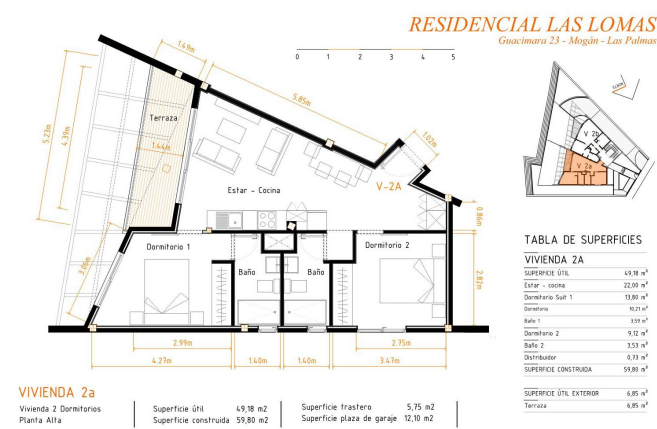 RESIDENCIAL LAS LOMAS
Guacimara 23 - Mogán - Las Palmas
0 1 2 3 4 5
1.49m
5.85m
1.02m
5.23m
4.39m
Terraza
1.44m
Estar - Cocina
V-2A
0.86m
3.06m
Dormitorio 1
Baño
Baño
Dormitorio 2
2.82m
2.99m
2.75m
4.27m
1.40m
1.40m
3.47m
V 2b
V 2a
TABLA DE SUPERFICIES
VIVIENDA 2A
SUPERFICIE ÚTIL 49,18 m²
Estar - cocina 22,00 m²
Dormitorio Suit 1 13,80 m²
Dormitorio 10,21 m²
Baño 1 3,59 m²
Dormitorio 2 9,12 m²
Baño 2 3,53 m²
Distribuidor 0,73 m²
SUPERFICIE CONSTRUIDA 59,80 m²
SUPERFICIE ÚTIL EXTERIOR 6,85 m²
Terraza 6,85 m²
VIVIENDA 2a
Vivienda 2 Dormitorios
Planta Alta
Superficie útil 49,18 m2
Superficie construida 59,80 m2
Superficie trastero 5,75 m2
Superficie plaza de garaje 12,10 m2